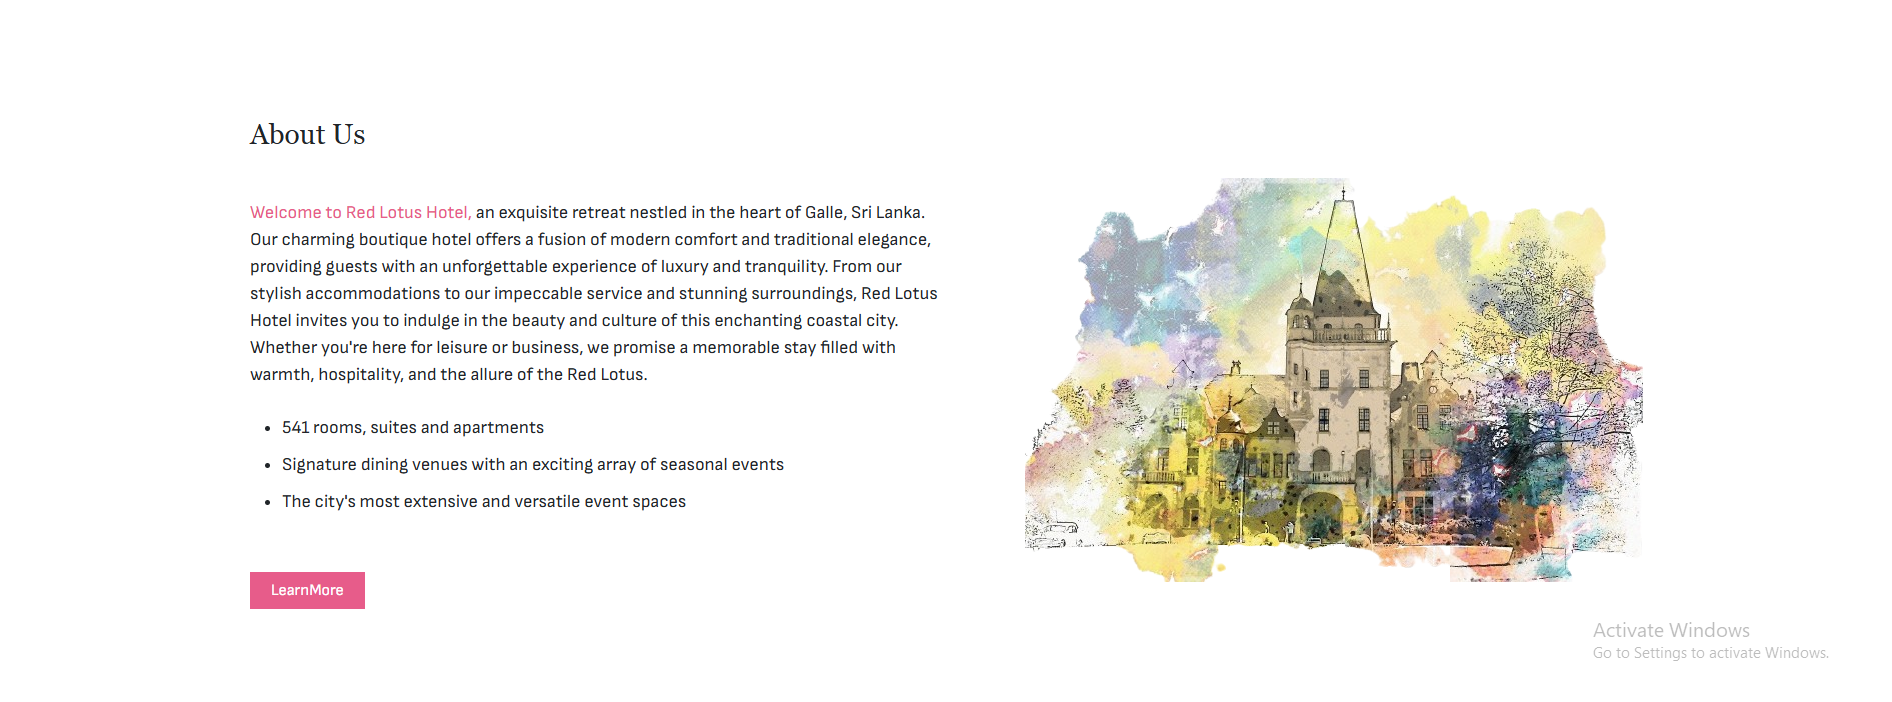 About Us
Welcome to Red Lotus Hotel, an exquisite retreat nestled in the heart of Galle, Sri Lanka.
Our charming boutique hotel offers a fusion of modern comfort and traditional elegance,
providing guests with an unforgettable experience of luxury and tranquility. From our
stylish accommodations to our impeccable service and stunning surroundings, Red Lotus
Hotel invites you to indulge in the beauty and culture of this enchanting coastal city.
Whether you're here for leisure or business, we promise a memorable stay filled with
warmth, hospitality, and the allure of the Red Lotus.
• 541 rooms, suites and apartments
• Signature dining venues with an exciting array of seasonal events
• The city's most extensive and versatile event spaces
LearnMore
Activate Windows
Go to Settings to activate Windows.